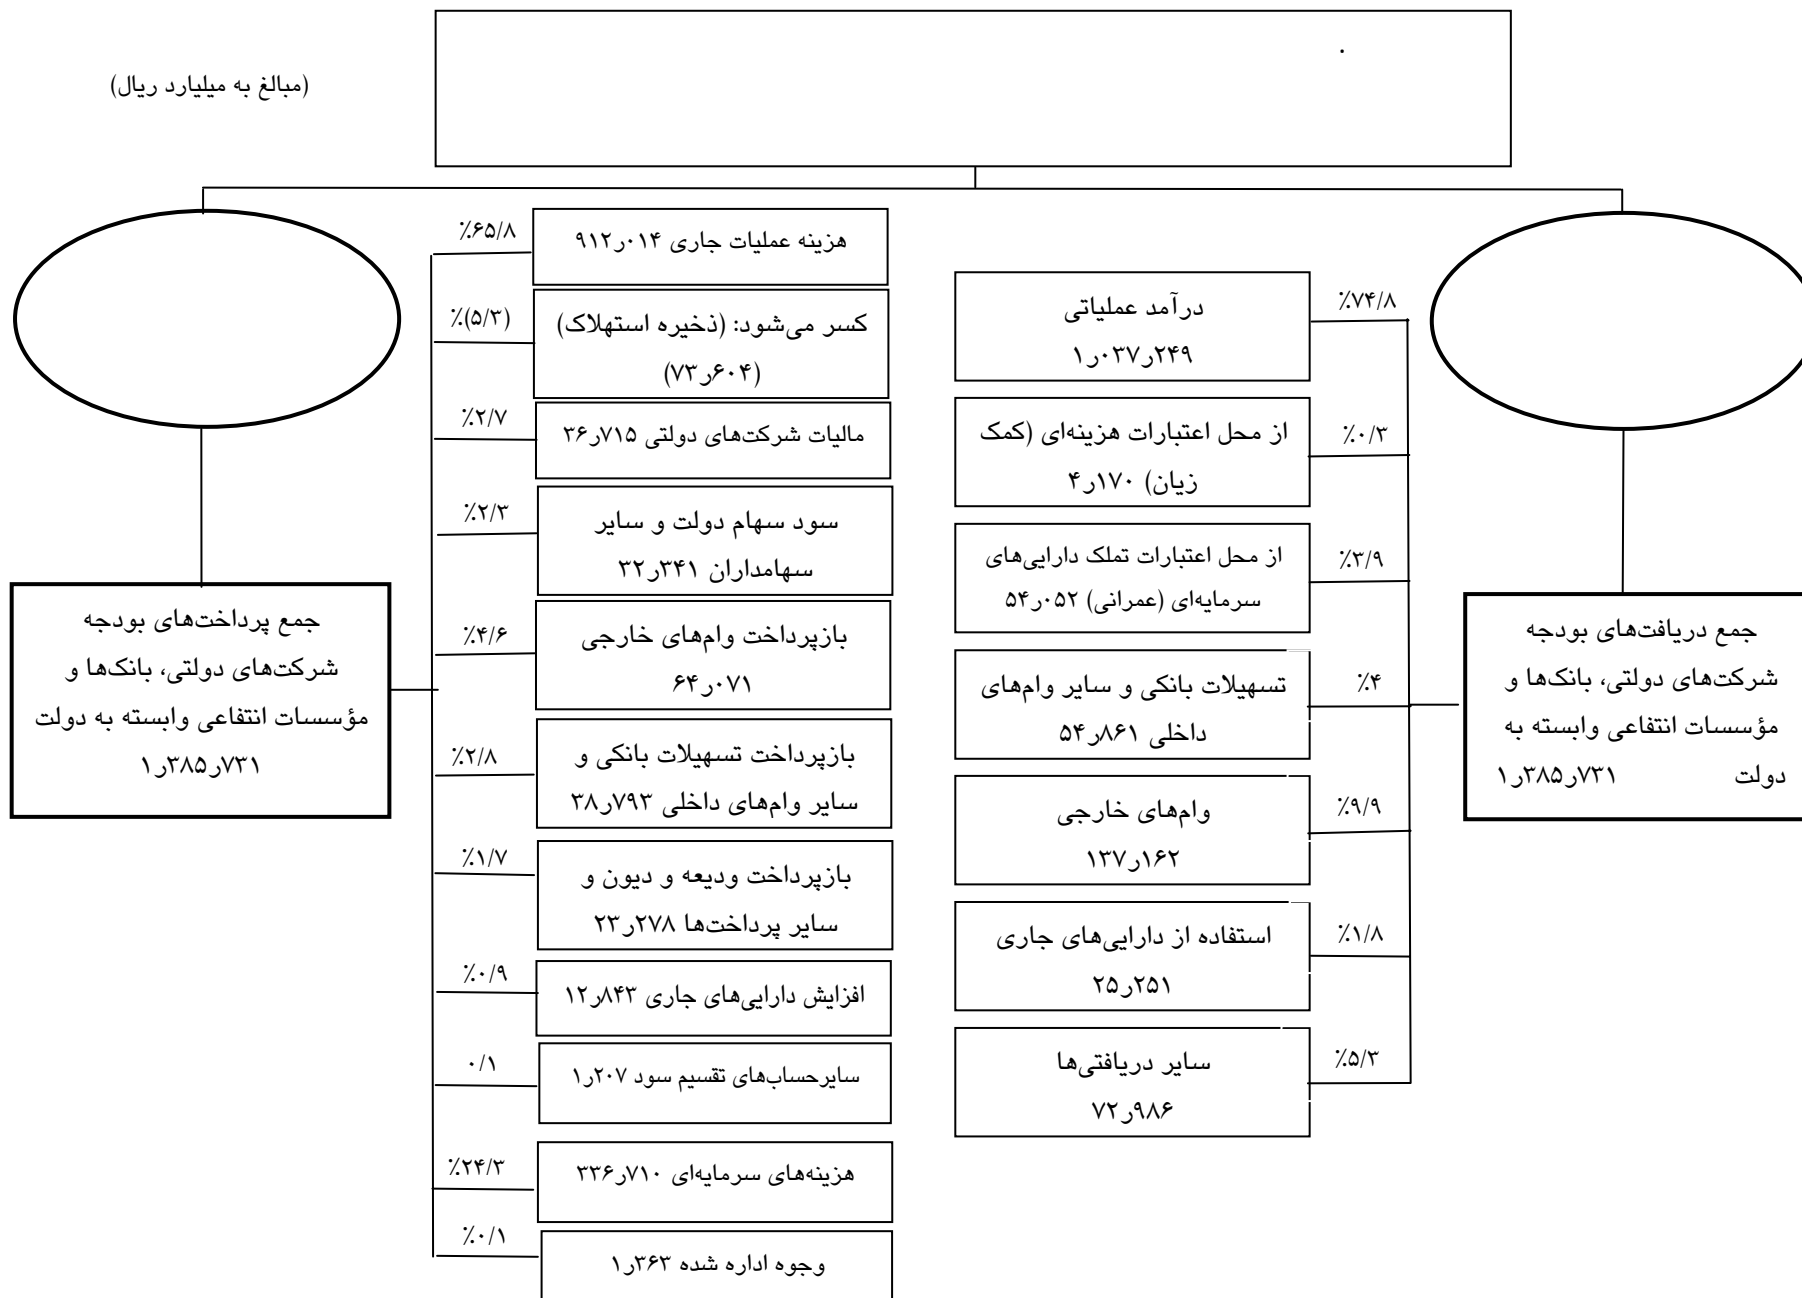 (مبالغ به میلیارد ریال)
جمع دریافت‌های بودجه
شرکت‌های دولتی، بانک‌ها و
مؤسسات انتفاعی وابسته به
دولت ۱٫۳۸۵٫۷۳۱
٪۷۴/۸
درآمد عملیاتی
۱٫۰۳۷٫۲۴۹
٪۰/۳
از محل اعتبارات هزینه‌ای (کمک
زیان) ۴٫۱۷۰
٪۳/۹
از محل اعتبارات تملک دارایی‌های
سرمایه‌ای (عمرانی) ۵۴٫۰۵۲
٪۴
تسهیلات بانکی و سایر وام‌های
داخلی ۵۴٫۸۶۱
٪۹/۹
وام‌های خارجی
۱۳۷٫۱۶۲
٪۱/۸
استفاده از دارایی‌های جاری
۲۵٫۲۵۱
٪۵/۳
سایر دریافتی‌ها
۷۲٫۹۸۶
هزینه عملیات جاری ۹۱۲٫۰۱۴
٪۶۵/۸
کسر می‌شود: (ذخیره استهلاک)
(۷۳٫۶۰۴)
٪(۵/۳)
مالیات شرکت‌های دولتی ۳۶٫۷۱۵
٪۲/۷
سود سهام دولت و سایر
سهامداران ۳۲٫۳۴۱
٪۲/۳
بازپرداخت وام‌های خارجی
۶۴٫۰۷۱
٪۴/۶
بازپرداخت تسهیلات بانکی و
سایر وام‌های داخلی ۳۸٫۷۹۳
٪۲/۸
بازپرداخت ودیعه و دیون و
سایر پرداخت‌ها ۲۳٫۲۷۸
٪۱/۷
افزایش دارایی‌های جاری ۱۲٫۸۴۳
٪۰/۹
سایرحساب‌های تقسیم سود ۱٫۲۰۷
۰/۱
هزینه‌های سرمایه‌ای ۳۳۶٫۷۱۰
٪۲۴/۳
وجوه اداره شده ۱٫۳۶۳
٪۰/۱
جمع پرداخت‌های بودجه
شرکت‌های دولتی، بانک‌ها و
مؤسسات انتفاعی وابسته به دولت
۱٫۳۸۵٫۷۳۱